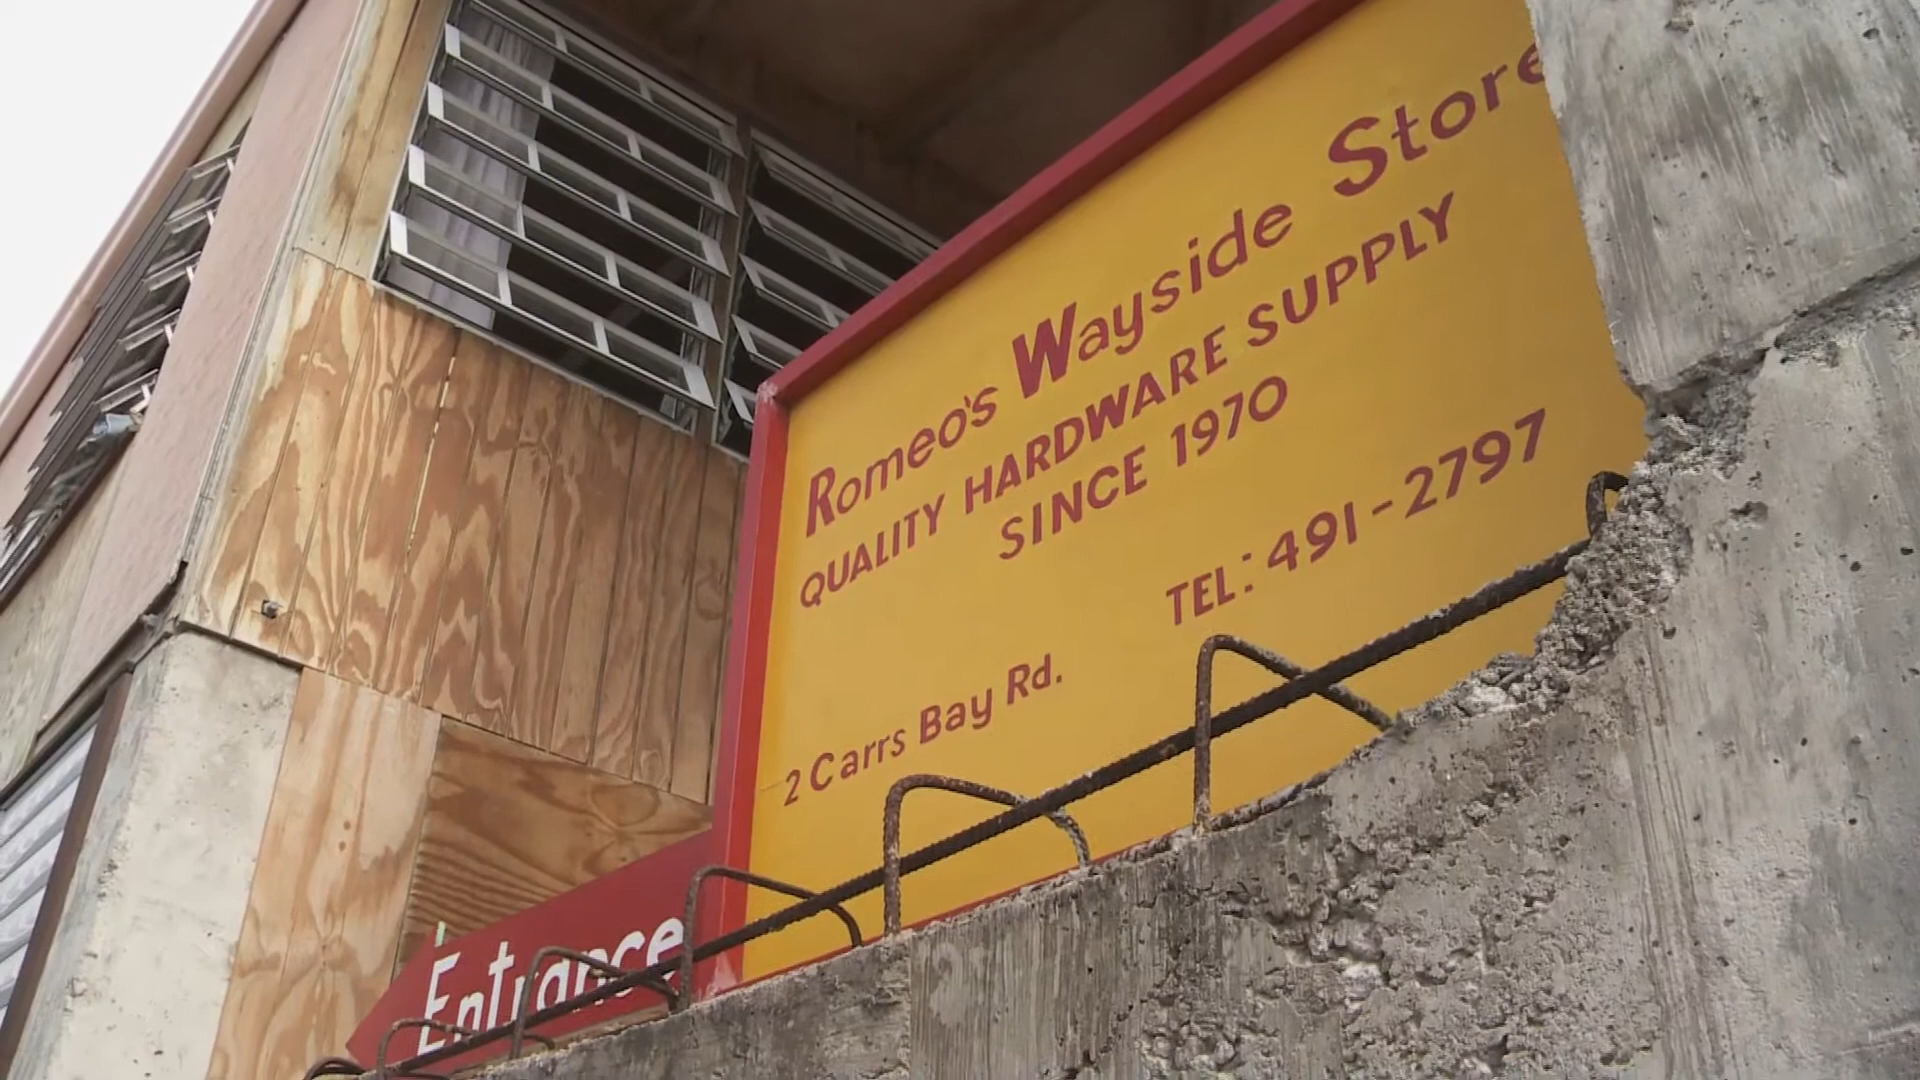 Romeo's Wayside Store
QUALITY HARDWARE SUPPLY
SINCE 1970
TEL: 491-2797
2 Carrs Bay Rd.
Entrance